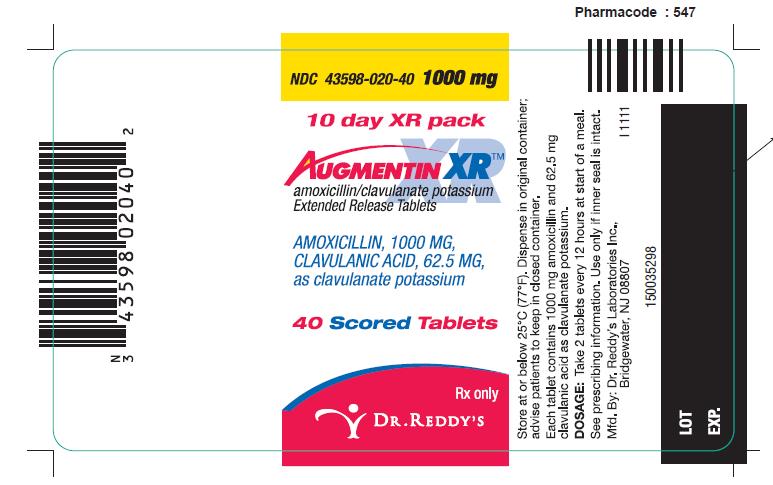 Pharmacode : 547
NDC 43598-020-40 1000 mg
10 day XR pack
XR
AUGMENTIN XR™
amoxicillin/clavulanate potassium
Extended Release Tablets
AMOXICILLIN, 1000 MG,
CLAVULANIC ACID, 62.5 MG,
as clavulanate potassium
40 Scored Tablets
Rx only
DR.REDDY'S
N
3 43598 02040 2
Store at or below 25°C (77°F). Dispense in original container;
advise patients to keep in closed container.
Each tablet contains 1000 mg amoxicillin and 62.5 mg
clavulanic acid as clavulanate potassium.
DOSAGE: Take 2 tablets every 12 hours at start of a meal.
See prescribing information. Use only if inner seal is intact.
Mfd. By: Dr. Reddy's Laboratories Inc.,
Bridgewater, NJ 08807
I1111
150035298
LOT
EXP.